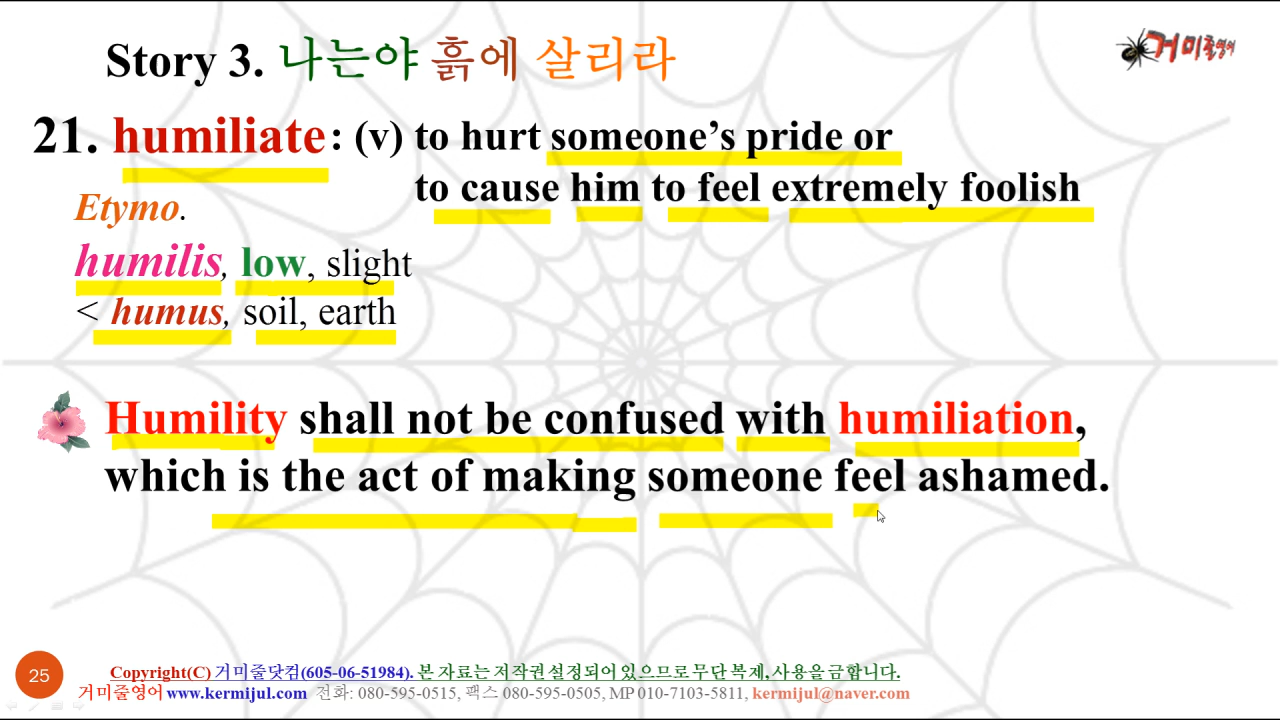 Story 3. 나는야 흙에 살리라
거미줄영어
21. humiliate : (v) to hurt someone’s pride or
to cause him to feel extremely foolish
Etymo.
humilis, low, slight
< humus, soil, earth
Humility shall not be confused with humiliation,
which is the act of making someone feel ashamed.
25
Copyright(C) 거미줄닷컴(605-06-51984). 본 자료는 저작권 설정되어 있으므로 무단 복제, 사용을 금합니다.
거미줄영어 www.kermijul.com 전화: 080-595-0515, 팩스 080-595-0505, MP 010-7103-5811, kermijul@naver.com